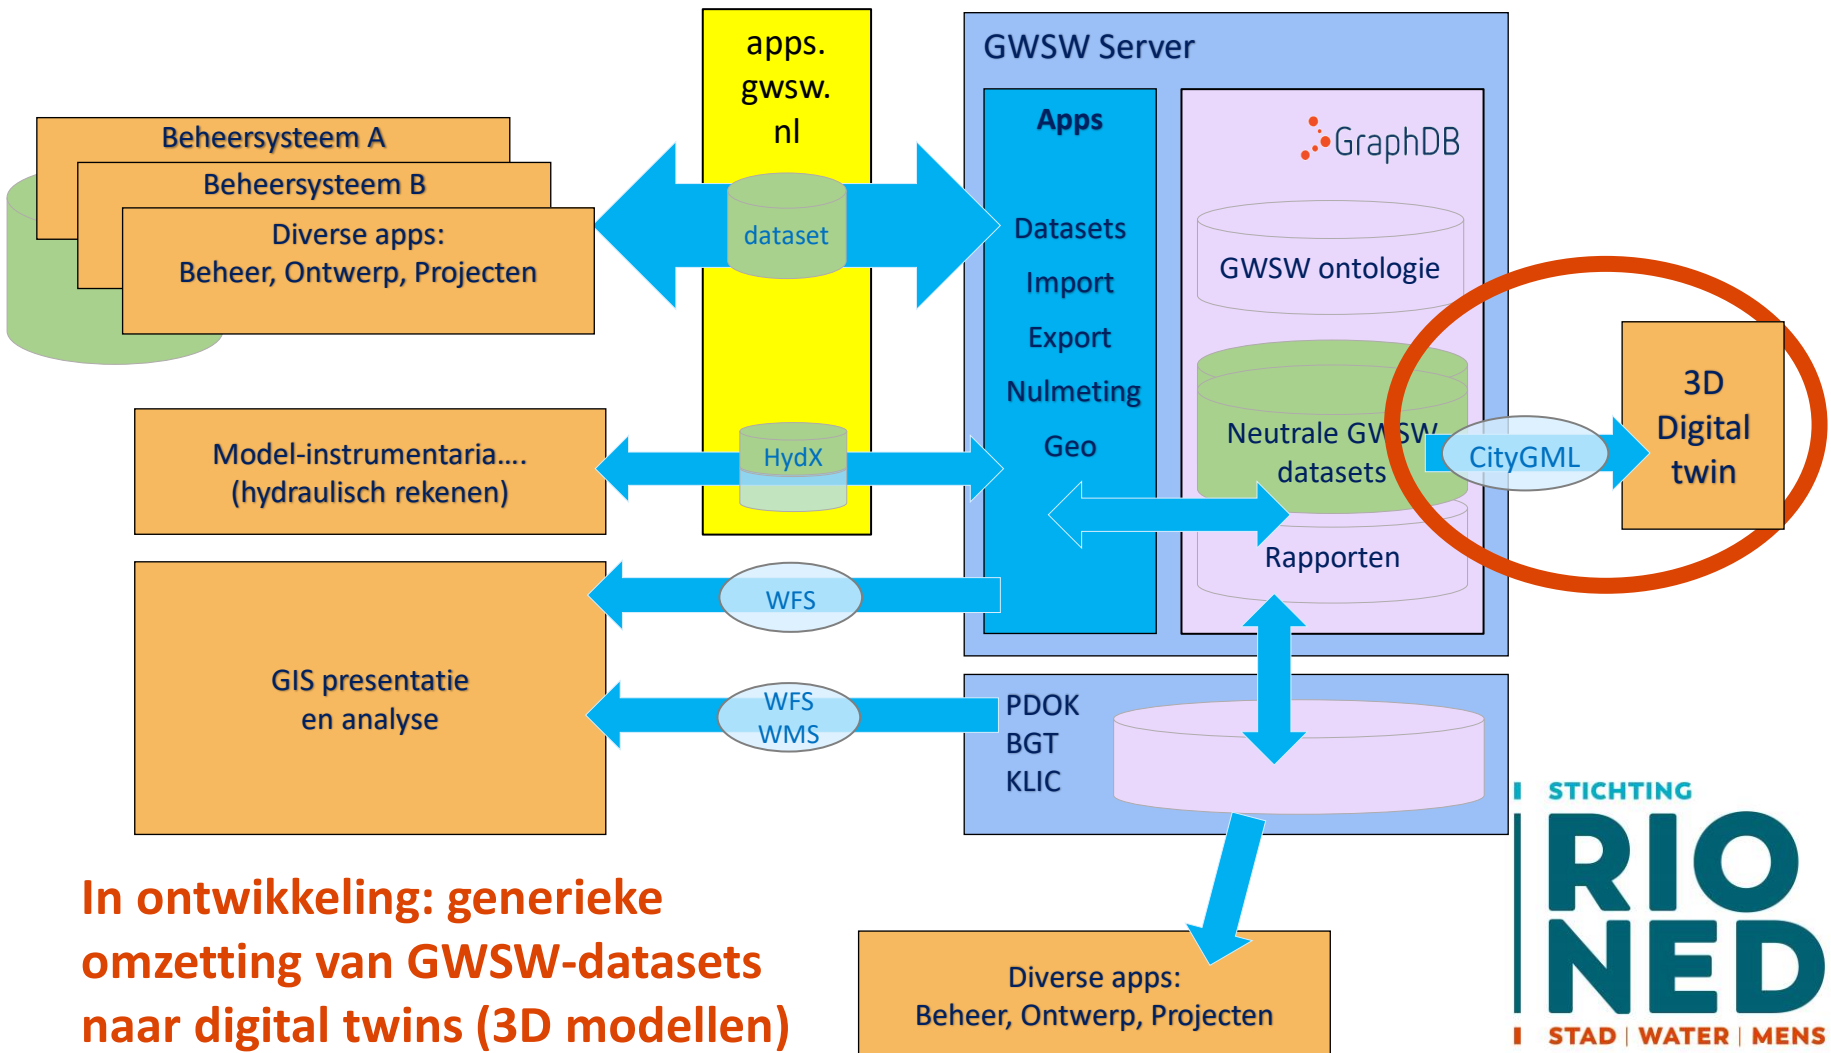 apps.
gwsw.
nl
GWSW Server
Beheersysteem A
Beheersysteem B
Diverse apps:
Beheer, Ontwerp, Projecten
dataset
Apps
Datasets
Import
Export
Nulmeting
Geo
GraphDB
GWSW ontologie
Neutrale GWSW
datasets
Rapporten
CityGML
3D
Digital
twin
Model-instrumentaria....
(hydraulisch rekenen)
HydX
WFS
GIS presentatie
en analyse
WFS
WMS
PDOK
BGT
KLIC
In ontwikkeling: generieke
omzetting van GWSW-datasets
naar digital twins (3D modellen)
Diverse apps:
Beheer, Ontwerp, Projecten
STICHTING
RIO
NED
STAD | WATER | MENS